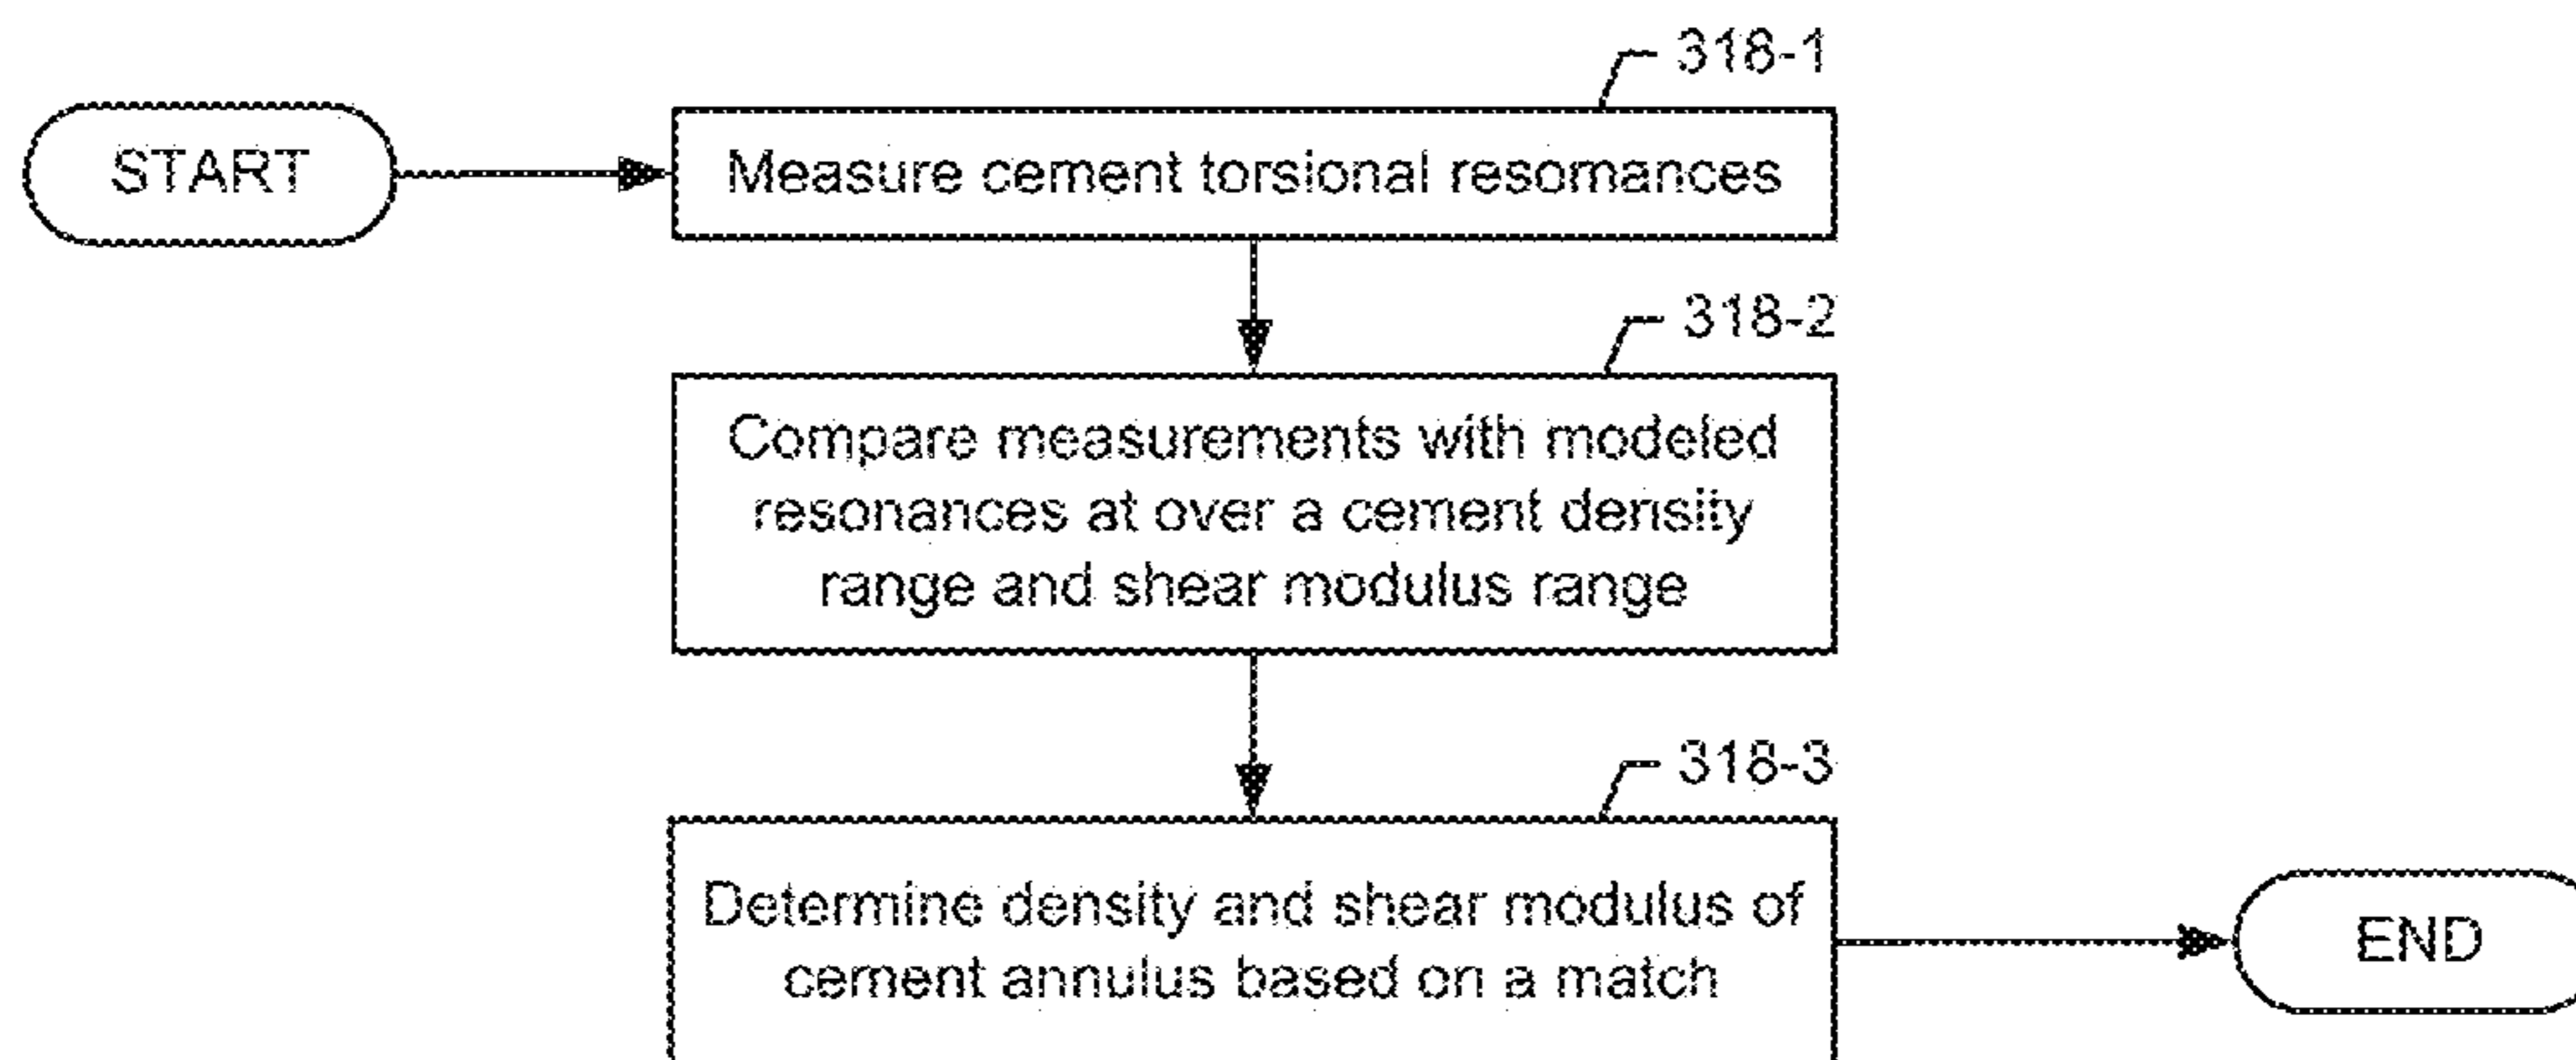 318-1
START
Measure cement torsional resomances
318-2
Compare measurements with modeled
resonances at over a cement density
range and shear modulus range
318-3
Determine density and shear modulus of
cement annulus based on a match
END